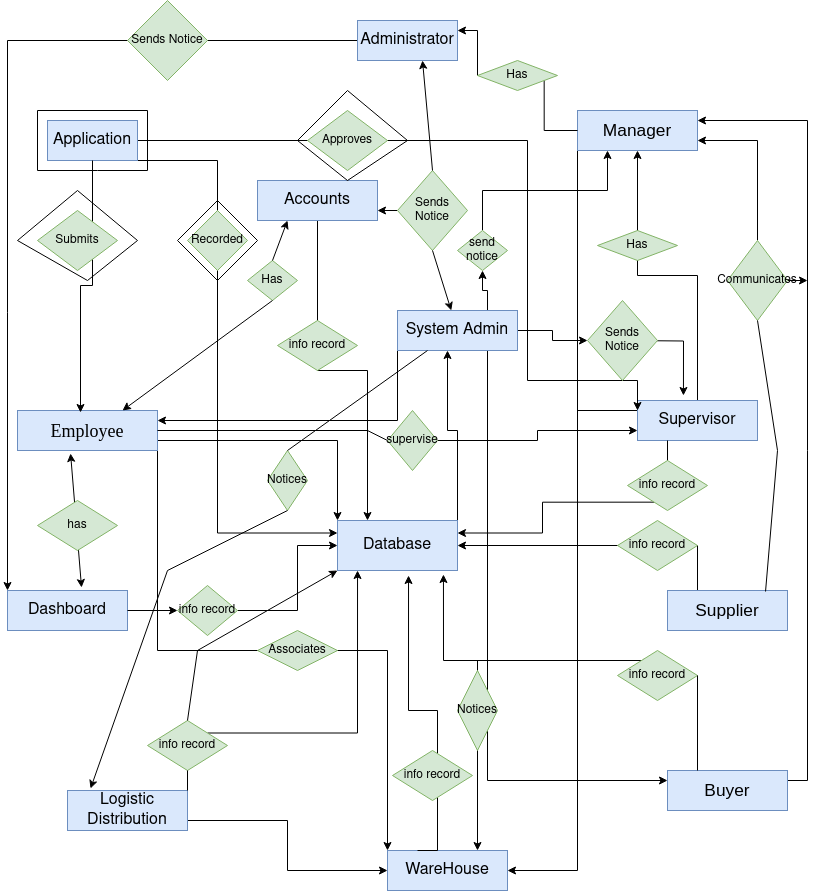 Sends Notice
Administrator
Has
Application
Approves
Manager
Accounts
Sends
Notice
Submits
Recorded
send
notice
Has
Communicates
Has
info record
System Admin
Sends
Notice
Employee
supervise
Supervisor
Notices
info record
has
Database
info record
Dashboard
info record
Supplier
Associates
info record
Notices
info record
info record
Logistic
Distribution
Buyer
WareHouse